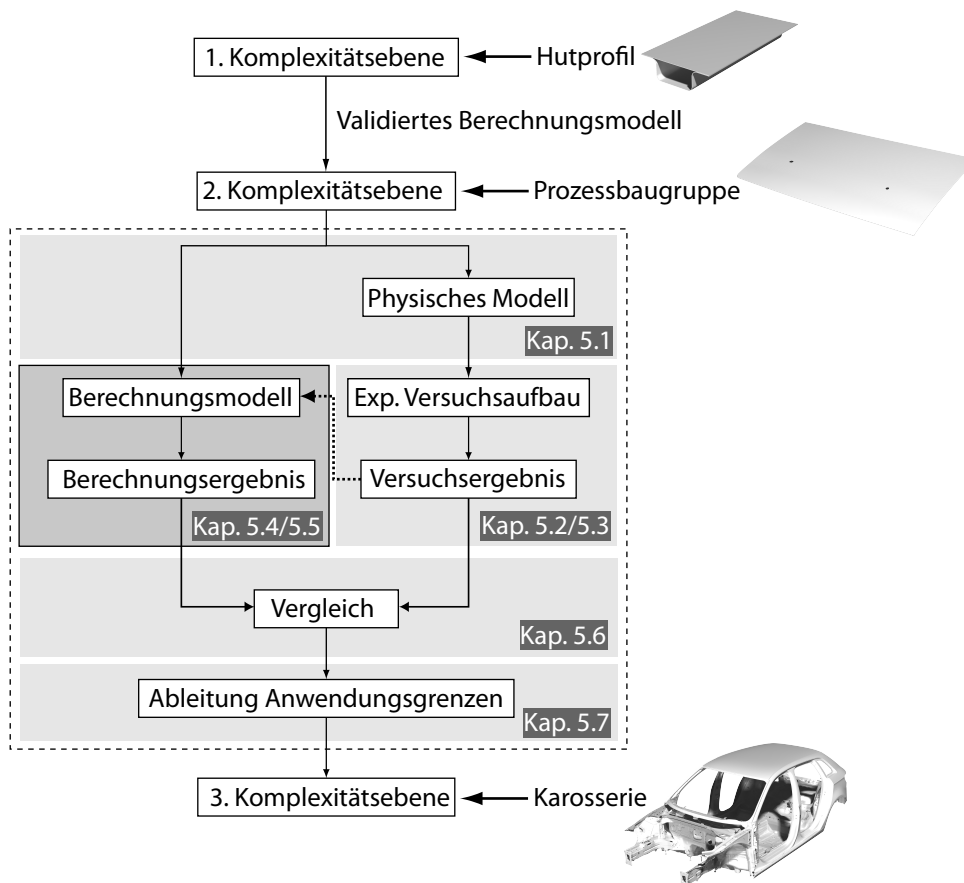 1. Komplexitätsebene
Hutprofil
Validiertes Berechnungsmodell
2. Komplexitätsebene
Prozessbaugruppe
Physisches Modell
Kap. 5.1
Berechnungsmodell
Exp. Versuchsaufbau
Berechnungsergebnis
Versuchsergebnis
Kap. 5.4/5.5
Kap. 5.2/5.3
Vergleich
Kap. 5.6
Ableitung Anwendungsgrenzen
Kap. 5.7
3. Komplexitätsebene
Karosserie